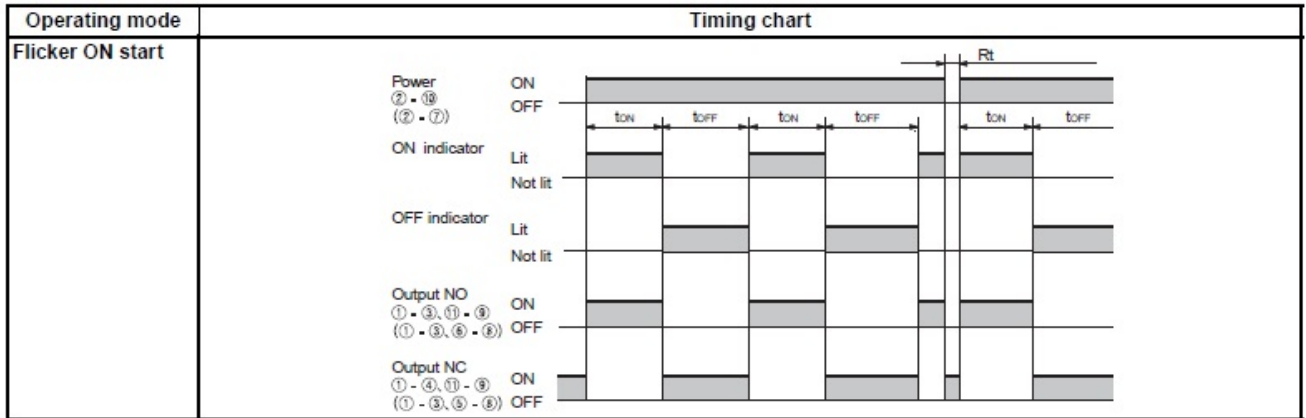 Operating mode Timing chart
Flicker ON start
Rt
Power ON
② - ⑩ OFF
(② - ⑦)
tON tOFF tON tOFF tON tOFF
ON indicator Lit
Not lit
OFF indicator Lit
Not lit
Output NO ON
① - ③, ⑪ - ⑨
(① - ③, ⑥ - ⑧) OFF
Output NC ON
① - ④, ⑪ - ⑨
(① - ③, ⑤ - ⑧) OFF